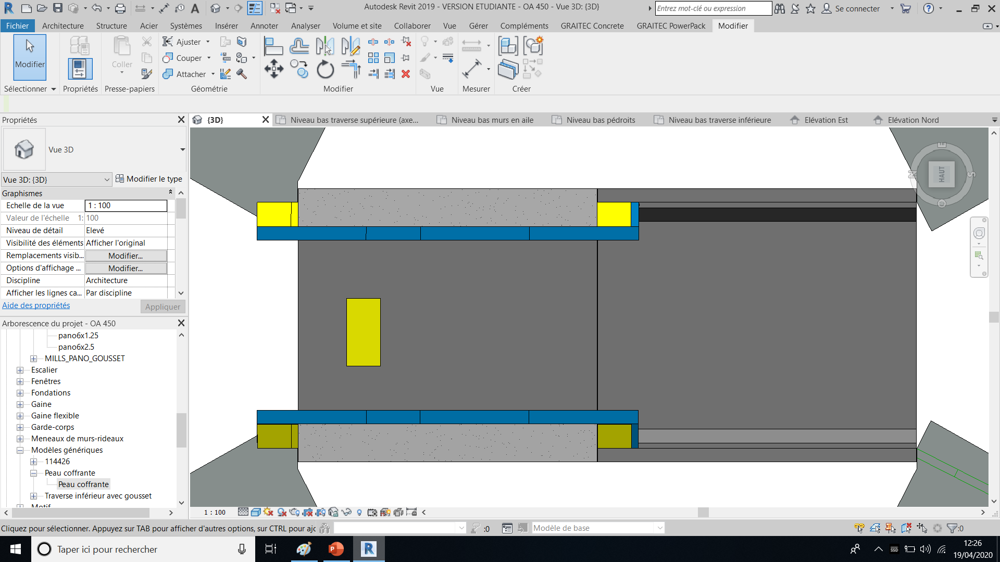 Autodesk Revit 2019 - VERSION ETUDIANTE - OA 450 - Vue 3D: {3D}
Entrez mot-clé ou expression
Se connecter
Fichier Architecture Structure Acier Systèmes Insérer Annoter Analyser Volume et site Collaborer Vue Gérer Compléments GRAITEC Concrete GRAITEC PowerPack Modifier
Modifier
Coller
Ajuster
Couper
Attacher
Sélectionner Propriétés Presse-papiers Géométrie Modifier Vue Mesurer Créer
Propriétés
{3D} Niveau bas traverse supérieure (axe... Niveau bas murs en aile Niveau bas pédroits Niveau bas traverse inférieure Elévation Est Elévation Nord
Vue 3D
Vue 3D: {3D} Modifier le type
Graphismes
Echelle de la vue 1 : 100
Valeur de l'échelle 1: 100
Niveau de détail Elevé
Visibilité des éléments Afficher l'original
Remplacements visib... Modifier...
Options d'affichage ... Modifier...
Discipline Architecture
Afficher les lignes ca... Par discipline
Aide des propriétés Appliquer
HAUT
Arborescence du projet - OA 450
pano6x1.25
pano6x2.5
MILLS_PANO_GOUSSET
Escalier
Fenêtres
Fondations
Gaine
Gaine flexible
Garde-corps
Meneaux de murs-rideaux
Modèles génériques
114426
Peau coffrante
Peau coffrante
Traverse inférieur avec gousset
Motif
1 : 100
Cliquez pour sélectionner. Appuyez sur TAB pour afficher d'autres options, sur CTRL pour ajc
:0
Modèle de base
:0
Taper ici pour rechercher
12:26
19/04/2020